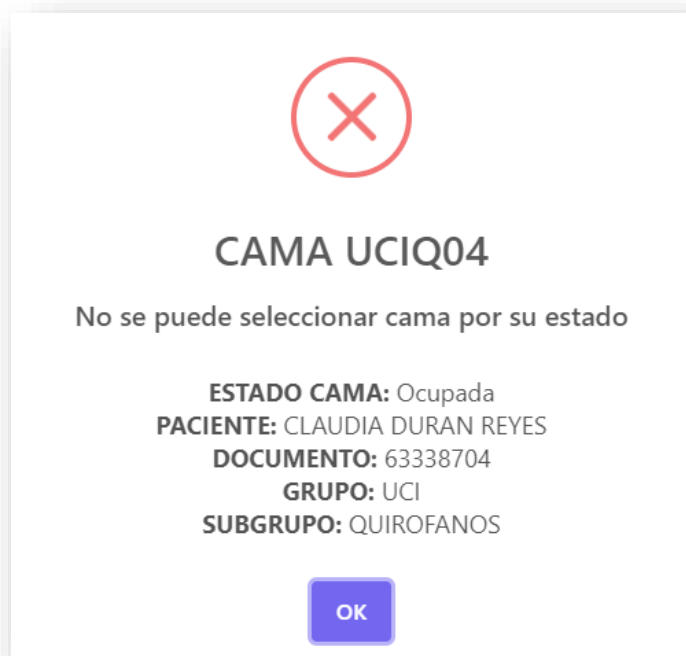 CAMA UCIQ04
No se puede seleccionar cama por su estado
ESTADO CAMA: Ocupada
PACIENTE: CLAUDIA DURAN REYES
DOCUMENTO: 63338704
GRUPO: UCI
SUBGRUPO: QUIROFANOS
OK